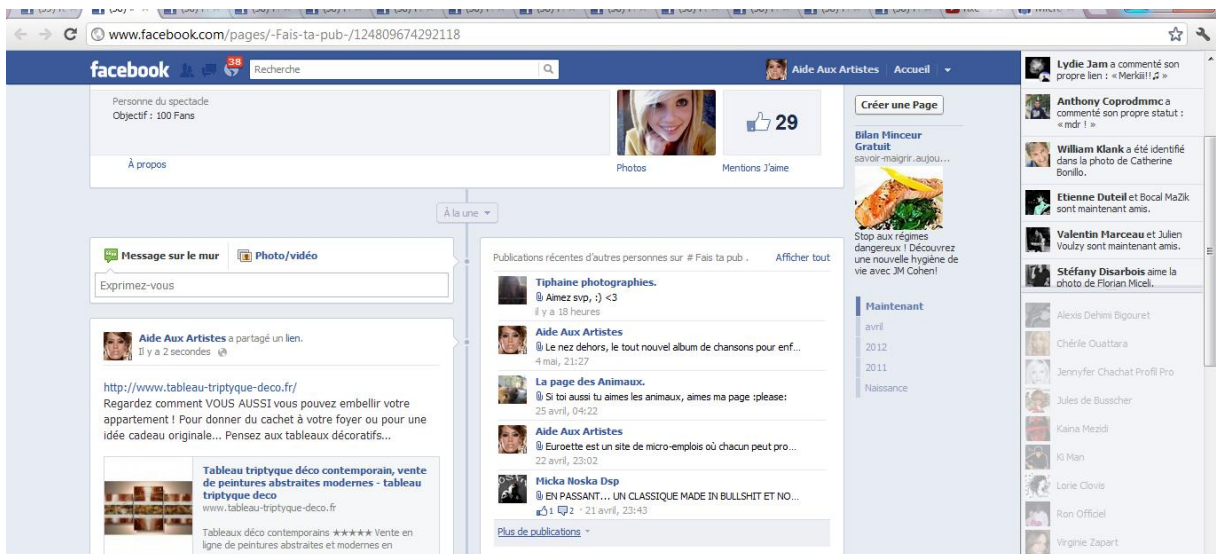 www.facebook.com/pages/-Fais-ta-pub-/124809674292118
facebook
38
Recherche
Aide Aux Artistes
Accueil
Personne du spectacle
Objectif : 100 Fans
À propos
Photos
29
Mentions J'aime
À la une
Message sur le mur
Photo/vidéo
Exprimez-vous
Aide Aux Artistes a partagé un lien.
Il y a 2 secondes
http://www.tableau-triptyque-deco.fr/
Regardez comment VOUS AUSSI vous pouvez embellir votre
appartement ! Pour donner du cachet à votre foyer ou pour une
idée cadeau originale... Pensez aux tableaux décoratifs...
Tableau triptyque déco contemporain, vente
de peintures abstraites modernes - tableau
triptyque deco
www.tableau-triptyque-deco.fr
Tableaux déco contemporains ★★★★★ Vente en
ligne de peintures abstraites et modernes en
Publications récentes d'autres personnes sur # Fais ta pub .
Afficher tout
Tiphaine photographies.
Aimez svp, :) <3
il y a 18 heures
Aide Aux Artistes
Le nez dehors, le tout nouvel album de chansons pour enf...
4 mai, 21:27
La page des Animaux.
Si toi aussi tu aimes les animaux, aimes ma page :please:
25 avril, 04:22
Aide Aux Artistes
Euroette est un site de micro-emplois où chacun peut pro...
22 avril, 23:02
Micka Noska Dsp
EN PASSANT... UN CLASSIQUE MADE IN BULLSHIT ET NO...
1 2 · 21 avril, 23:43
Plus de publications
Créer une Page
Bilan Minceur
Gratuit
savoir-maigrir.aujou...
Stop aux régimes
dangereux ! Découvrez
une nouvelle hygiène de
vie avec JM Cohen!
Maintenant
avril
2012
2011
Naissance
Lydie Jam a commenté son
propre lien : « Merkiii!!♫ »
Anthony Coprodmmc a
commenté son propre statut :
« mdr ! »
William Klank a été identifié
dans la photo de Catherine
Bonillo.
Etienne Duteil et Bocal MaZik
sont maintenant amis.
Valentin Marceau et Julien
Voulzy sont maintenant amis.
Stéfany Disarbois aime la
photo de Florian Miceli.
Alexis Dehimi Bigouret
Chérile Ouattara
Jennyfer Chachat Profil Pro
Jules de Busscher
Kaina Mezidi
Ki Man
Lorie Clovis
Ron Officiel
Virginie Zapart